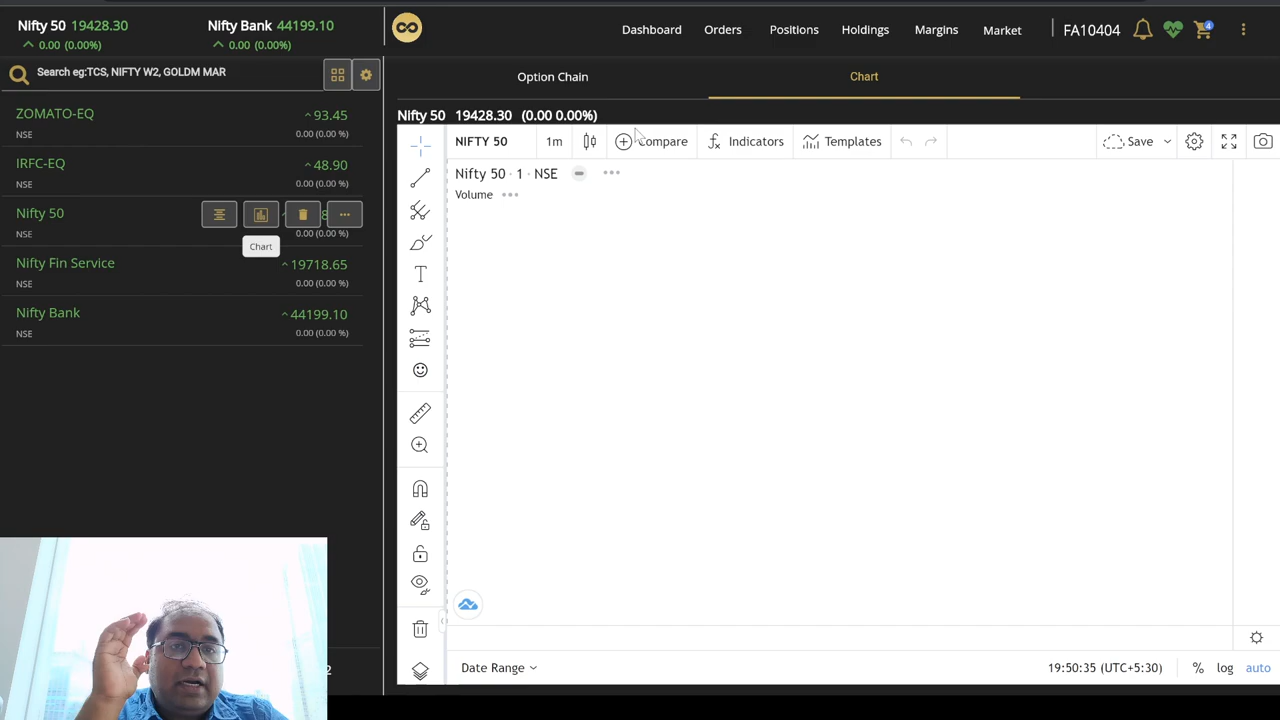 Nifty 50 19428.30
0.00 (0.00%)
Nifty Bank 44199.10
0.00 (0.00%)
Dashboard
Orders
Positions
Holdings
Margins
Market
FA10404
4
Search eg:TCS, NIFTY W2, GOLDM MAR
ZOMATO-EQ
93.45
NSE
0.00 (0.00 %)
IRFC-EQ
48.90
NSE
0.00 (0.00 %)
Nifty 50
NSE
0.00 (0.00 %)
Chart
Nifty Fin Service
19718.65
NSE
0.00 (0.00 %)
Nifty Bank
44199.10
NSE
0.00 (0.00 %)
Option Chain
Chart
Nifty 50 19428.30 (0.00 0.00%)
NIFTY 50
1m
Compare
Indicators
Templates
Save
Nifty 50 · 1 · NSE
Volume
Date Range
19:50:35 (UTC+5:30)
%
log
auto